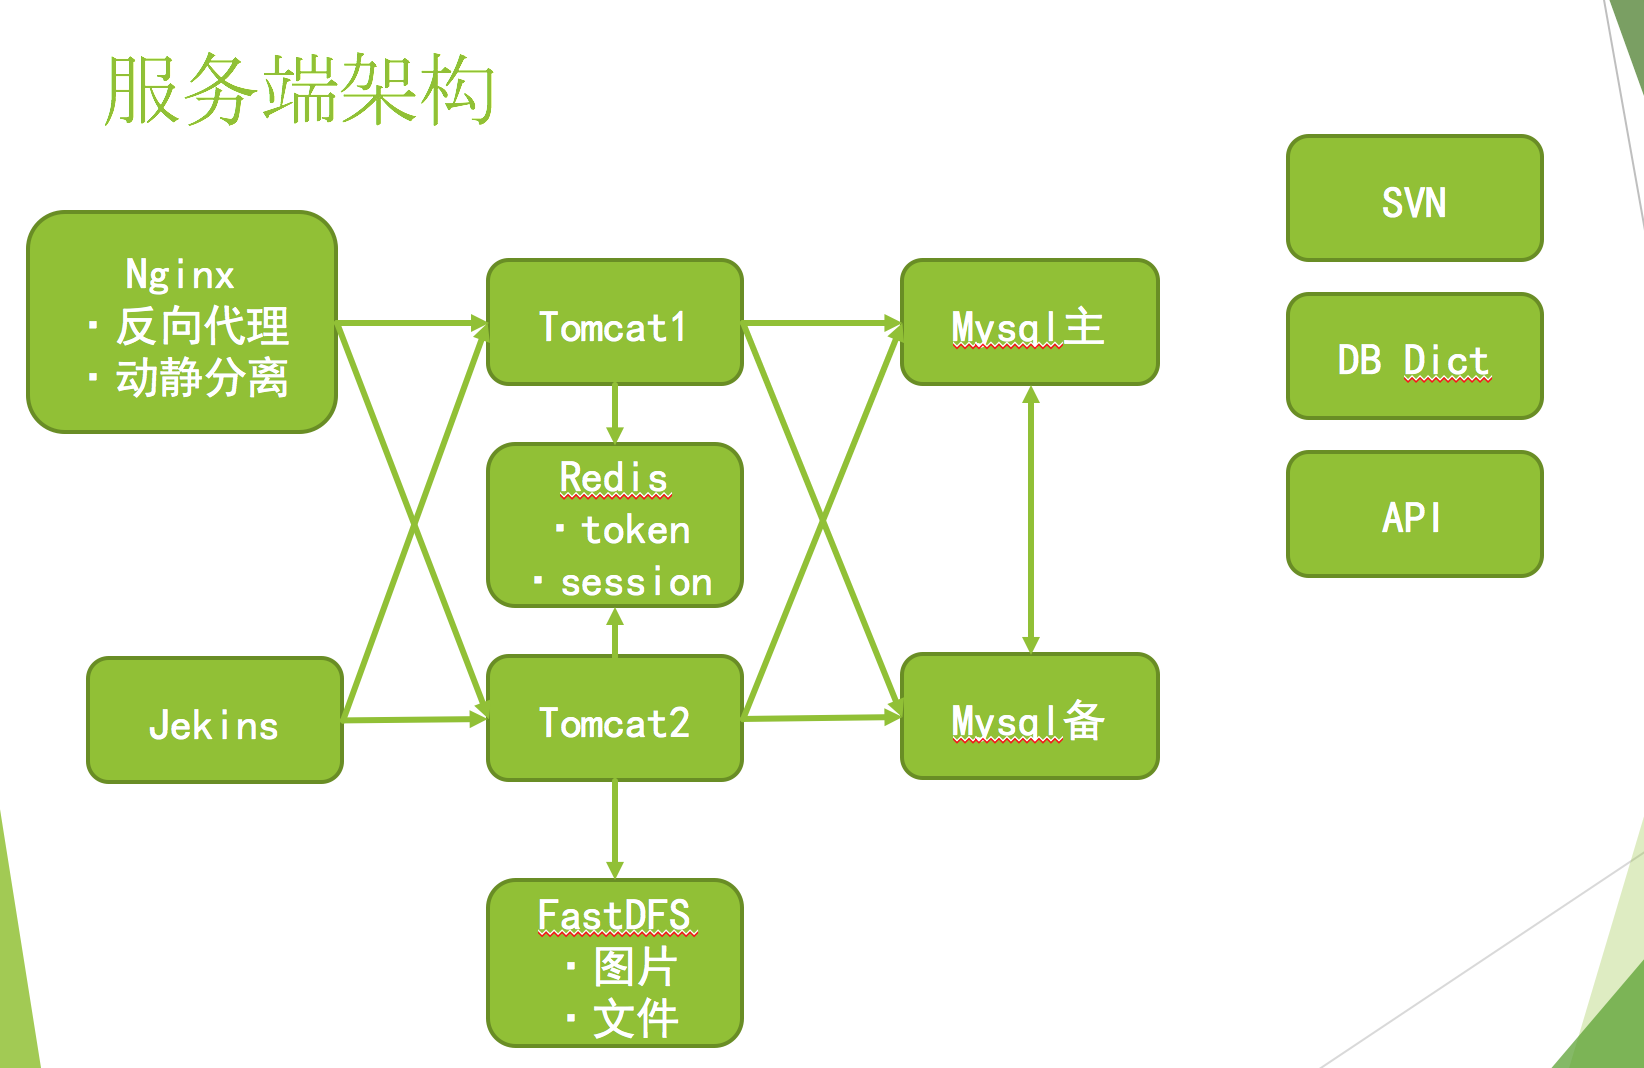 服务端架构
Nginx
·反向代理
·动静分离
Jekins
Tomcat1
Redis
·token
·session
Tomcat2
FastDFS
·图片
·文件
Mysql主
Mysql备
SVN
DB Dict
API